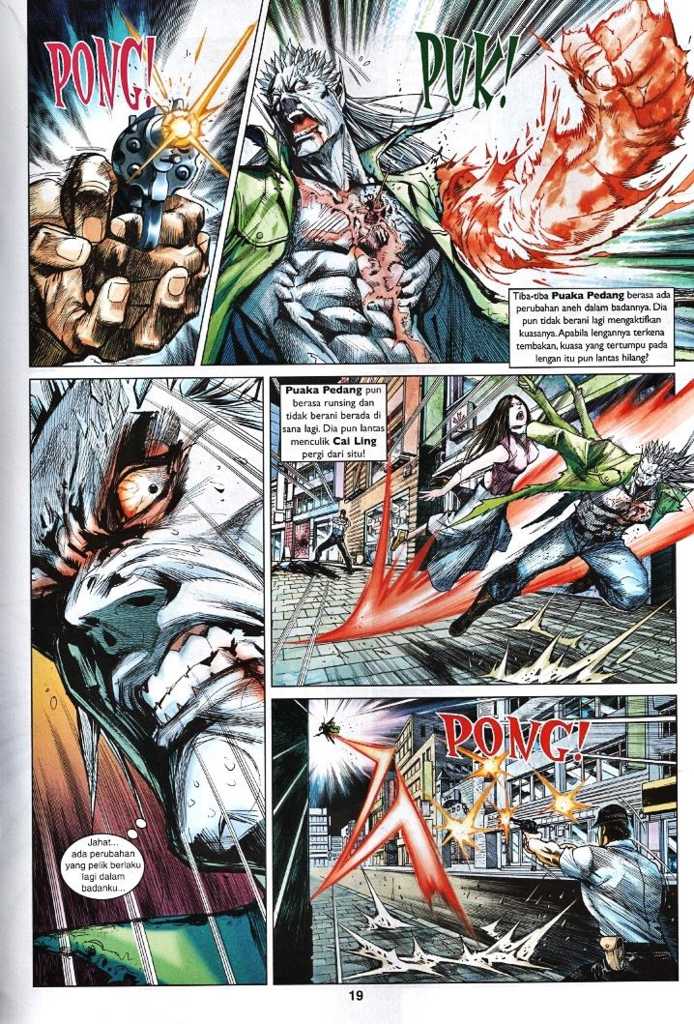 PONG!
PUK!
Tiba-tiba Puaka Pedang berasa ada
perubahan aneh dalam badannya. Dia
pun tidak berani lagi mengaktifkan
kuasanya. Apabila lengannya terkena
tembakan, kuasa yang tertumpu pada
lengan itu pun lantas hilang?
Puaka Pedang pun
berasa runsing dan
tidak berani berada di
sana lagi. Dia pun lantas
menculik Cai Ling
pergi dari situ!
Jahat...
ada perubahan
yang pelik berlaku
lagi dalam
badanku...
PONG!
19